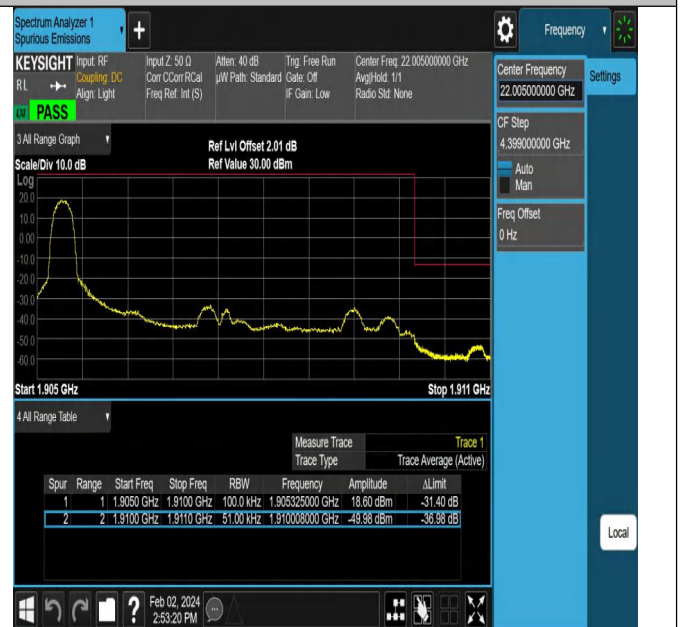 Spectrum Analyzer 1
Spurious Emissions
Frequency
KEYSIGHT Input: RF Input Z: 50 Ω Atten: 40 dB Trig: Free Run Center Freq: 22.005000000 GHz
RL Coupling: DC Corr CCorr RCal µW Path: Standard Gate: Off Avg|Hold: 1/1
Align: Light Freq Ref: Int (S) IF Gain: Low Radio Std: None
LXI PASS
Center Frequency
22.005000000 GHz
Settings
CF Step
4.399000000 GHz
Auto
Man
Freq Offset
0 Hz
3 All Range Graph
Ref Lvl Offset 2.01 dB
Scale/Div 10.0 dB Ref Value 30.00 dBm
Log
20.0
10.0
0.00
-10.0
-20.0
-30.0
-40.0
-50.0
-60.0
Start 1.905 GHz Stop 1.911 GHz
4 All Range Table
Measure Trace Trace 1
Trace Type Trace Average (Active)
Spur Range Start Freq Stop Freq RBW Frequency Amplitude ΔLimit
1 1 1.9050 GHz 1.9100 GHz 100.0 kHz 1.905325000 GHz 18.60 dBm -31.40 dB
2 2 1.9100 GHz 1.9110 GHz 51.00 kHz 1.910008000 GHz -49.98 dBm -36.98 dB
Local
? Feb 02, 2024
2:53:20 PM